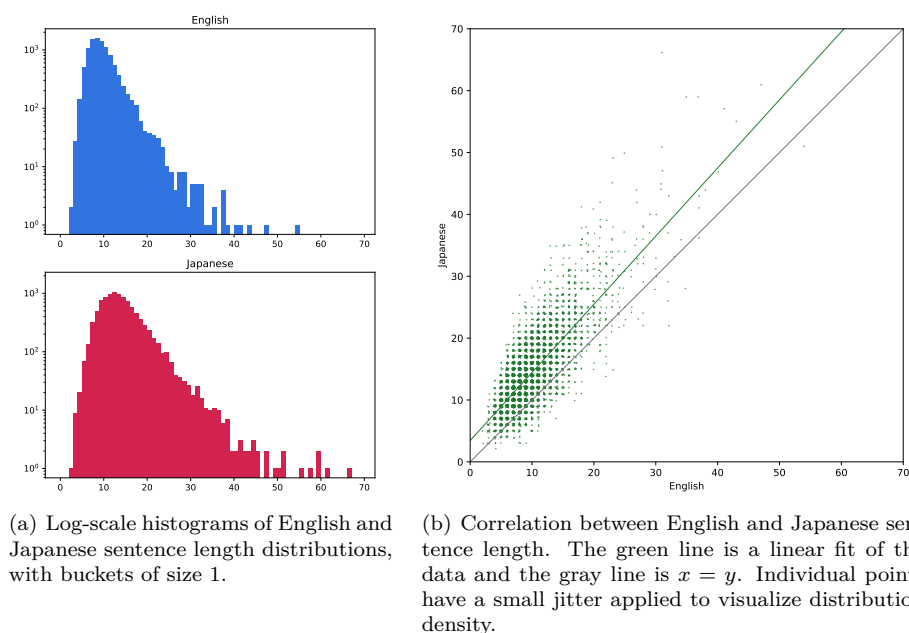 English
10³
10²
10¹
10⁰
0 10 20 30 40 50 60 70
Japanese
10³
10²
10¹
10⁰
0 10 20 30 40 50 60 70
(a) Log-scale histograms of English and
Japanese sentence length distributions,
with buckets of size 1.
70
60
50
40
30
20
10
0
Japanese
0 10 20 30 40 50 60 70
English
(b) Correlation between English and Japanese sen-
tence length. The green line is a linear fit of th
data and the gray line is x = y. Individual point
have a small jitter applied to visualize distributio
density.